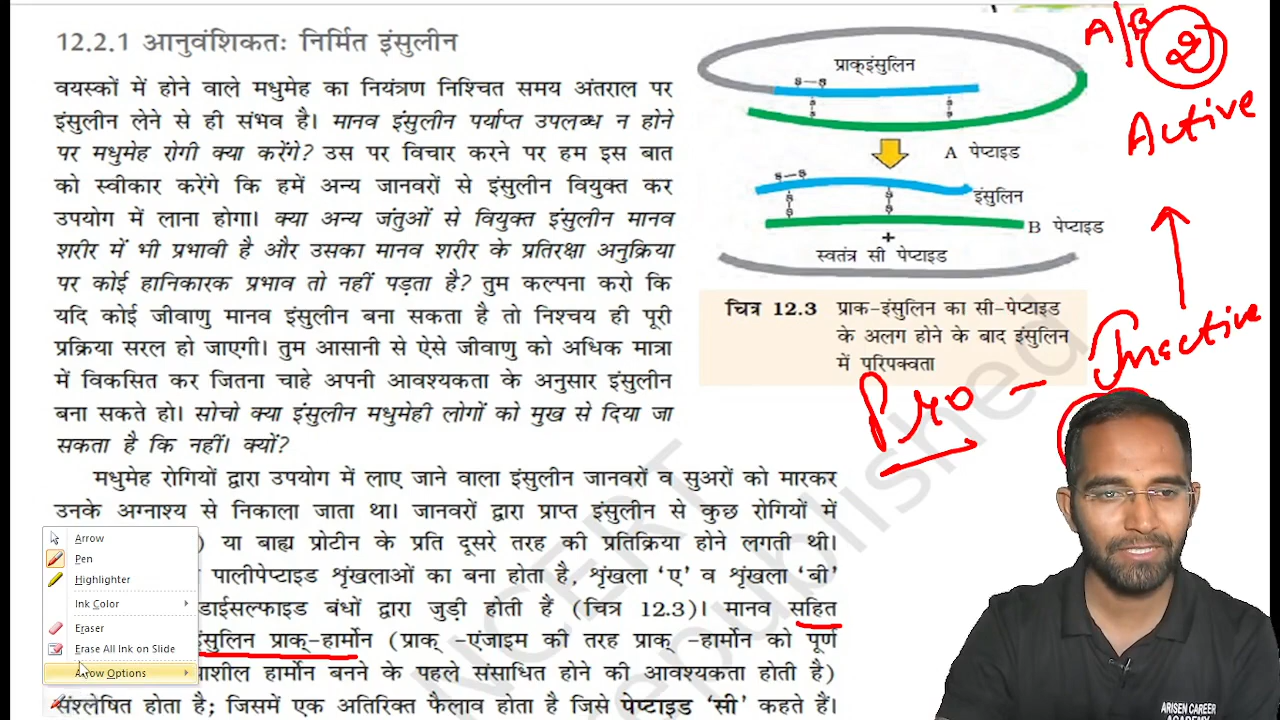 12.2.1 आनुवंशिकतः निर्मित इंसुलीन
वयस्कों में होने वाले मधुमेह का नियंत्रण निश्चित समय अंतराल पर
इंसुलीन लेने से ही संभव है। मानव इंसुलीन पर्याप्त उपलब्ध न होने
पर मधुमेह रोगी क्या करेंगे? उस पर विचार करने पर हम इस बात
को स्वीकार करेंगे कि हमें अन्य जानवरों से इंसुलीन वियुक्त कर
उपयोग में लाना होगा। क्या अन्य जंतुओं से वियुक्त इंसुलीन मानव
शरीर में भी प्रभावी है और उसका मानव शरीर के प्रतिरक्षा अनुक्रिया
पर कोई हानिकारक प्रभाव तो नहीं पड़ता है? तुम कल्पना करो कि
यदि कोई जीवाणु मानव इंसुलीन बना सकता है तो निश्चय ही पूरी
प्रक्रिया सरल हो जाएगी। तुम आसानी से ऐसे जीवाणु को अधिक मात्रा
में विकसित कर जितना चाहे अपनी आवश्यकता के अनुसार इंसुलीन
बना सकते हो। सोचो क्या इंसुलीन मधुमेही लोगों को मुख से दिया जा
सकता है कि नहीं। क्यों?
मधुमेह रोगियों द्वारा उपयोग में लाए जाने वाला इंसुलीन जानवरों व सुअरों को मारकर
उनके अग्नाश्य से निकाला जाता था। जानवरों द्वारा प्राप्त इंसुलीन से कुछ रोगियों में
) या बाह्य प्रोटीन के प्रति दूसरे तरह की प्रतिक्रिया होने लगती थी।
पालीपेप्टाइड शृंखलाओं का बना होता है, शृंखला ‘ए’ व शृंखला ‘बी’
डाईसल्फाइड बंधों द्वारा जुड़ी होती हैं (चित्र 12.3)। मानव सहित
इंसुलिन प्राक्-हार्मोन (प्राक् -एंजाइम की तरह प्राक् -हार्मोन को पूर्ण
याशील हार्मोन बनने के पहले संसाधित होने की आवश्यकता होती है)
संश्लेषित होता है; जिसमें एक अतिरिक्त फैलाव होता है जिसे पेप्टाइड ‘सी’ कहते हैं।
प्राक्इंसुलिन
S—S
S
S
S
S
A पेप्टाइड
S—S
S
S
S
S
इंसुलिन
B पेप्टाइड
+
स्वतंत्र सी पेप्टाइड
चित्र 12.3 प्राक-इंसुलिन का सी-पेप्टाइड
के अलग होने के बाद इंसुलिन
में परिपक्वता
A/B २
Active
Inactive
Pro -
NCERT
republished
Arrow
Pen
Highlighter
Ink Color
Eraser
Erase All Ink on Slide
Arrow Options
ARISEN CAREER
ACADEMY